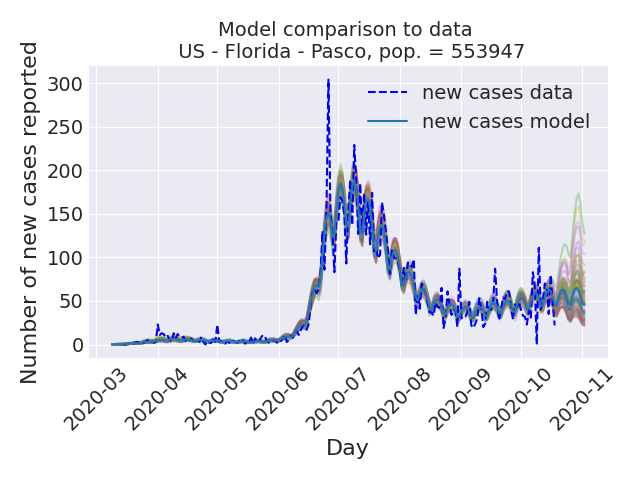 Model comparison to data
US - Florida - Pasco, pop. = 553947
Number of new cases reported
300
250
200
150
100
50
0
new cases data
new cases model
2020-03
2020-04
2020-05
2020-06
2020-07
2020-08
2020-09
2020-10
2020-11
Day